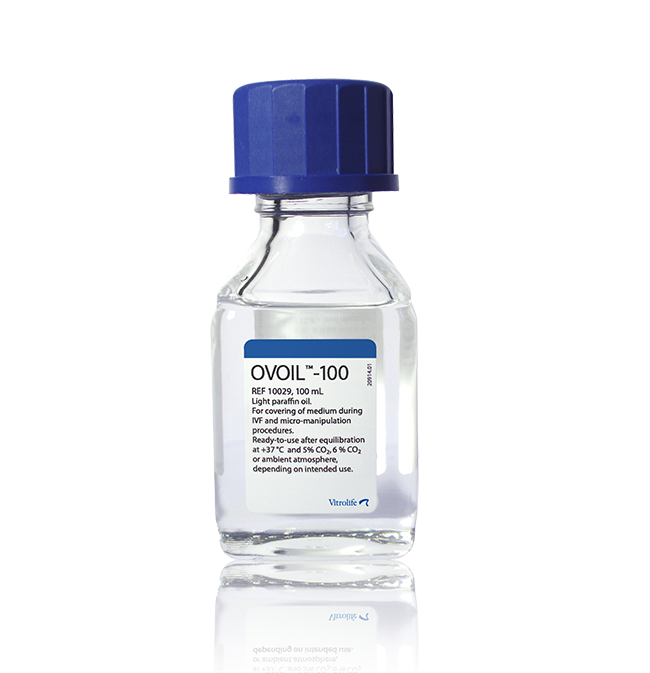 OVOIL™-100
20914.01
REF 10029, 100 mL
Light paraffin oil.
For covering of medium during
IVF and micro-manipulation
procedures.
Ready-to-use after equilibration
at +37 °C and 5% CO₂, 6 % CO₂
or ambient atmosphere,
depending on intended use.
Vitrolife